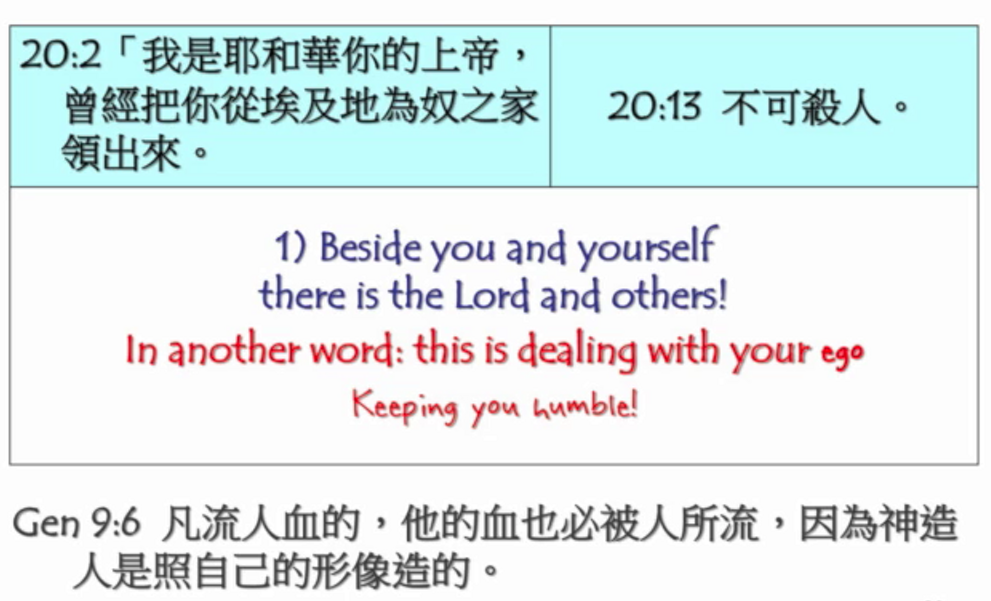 20:2「我是耶和華你的上帝，
曾經把你從埃及地為奴之家
領出來。
20:13 不可殺人。
1) Beside you and yourself
there is the Lord and others!
In another word: this is dealing with your ego
Keeping you humble!
Gen 9:6 凡流人血的，他的血也必被人所流，因為神造
人是照自己的形像造的。